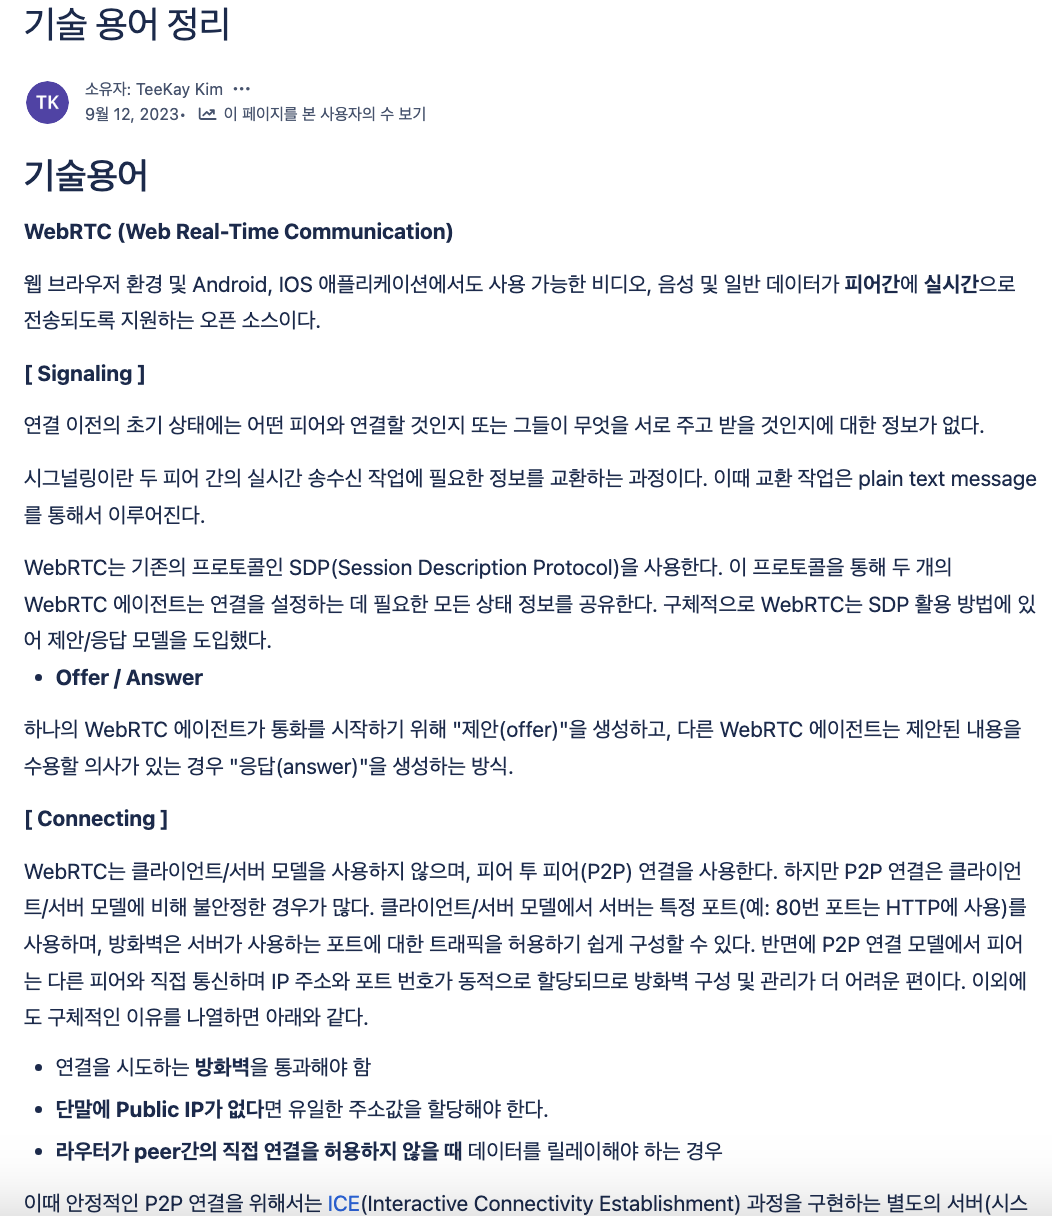 기술 용어 정리
TK
소유자: TeeKay Kim •••
9월 12, 2023• 이 페이지를 본 사용자의 수 보기
기술용어
WebRTC (Web Real-Time Communication)
웹 브라우저 환경 및 Android, IOS 애플리케이션에서도 사용 가능한 비디오, 음성 및 일반 데이터가 피어간에 실시간으로
전송되도록 지원하는 오픈 소스이다.
[ Signaling ]
연결 이전의 초기 상태에는 어떤 피어와 연결할 것인지 또는 그들이 무엇을 서로 주고 받을 것인지에 대한 정보가 없다.
시그널링이란 두 피어 간의 실시간 송수신 작업에 필요한 정보를 교환하는 과정이다. 이때 교환 작업은 plain text message
를 통해서 이루어진다.
WebRTC는 기존의 프로토콜인 SDP(Session Description Protocol)을 사용한다. 이 프로토콜을 통해 두 개의
WebRTC 에이전트는 연결을 설정하는 데 필요한 모든 상태 정보를 공유한다. 구체적으로 WebRTC는 SDP 활용 방법에 있
어 제안/응답 모델을 도입했다.
• Offer / Answer
하나의 WebRTC 에이전트가 통화를 시작하기 위해 "제안(offer)"을 생성하고, 다른 WebRTC 에이전트는 제안된 내용을
수용할 의사가 있는 경우 "응답(answer)"을 생성하는 방식.
[ Connecting ]
WebRTC는 클라이언트/서버 모델을 사용하지 않으며, 피어 투 피어(P2P) 연결을 사용한다. 하지만 P2P 연결은 클라이언
트/서버 모델에 비해 불안정한 경우가 많다. 클라이언트/서버 모델에서 서버는 특정 포트(예: 80번 포트는 HTTP에 사용)를
사용하며, 방화벽은 서버가 사용하는 포트에 대한 트래픽을 허용하기 쉽게 구성할 수 있다. 반면에 P2P 연결 모델에서 피어
는 다른 피어와 직접 통신하며 IP 주소와 포트 번호가 동적으로 할당되므로 방화벽 구성 및 관리가 더 어려운 편이다. 이외에
도 구체적인 이유를 나열하면 아래와 같다.
• 연결을 시도하는 방화벽을 통과해야 함
• 단말에 Public IP가 없다면 유일한 주소값을 할당해야 한다.
• 라우터가 peer간의 직접 연결을 허용하지 않을 때 데이터를 릴레이해야 하는 경우
이때 안정적인 P2P 연결을 위해서는 ICE(Interactive Connectivity Establishment) 과정을 구현하는 별도의 서버(시스